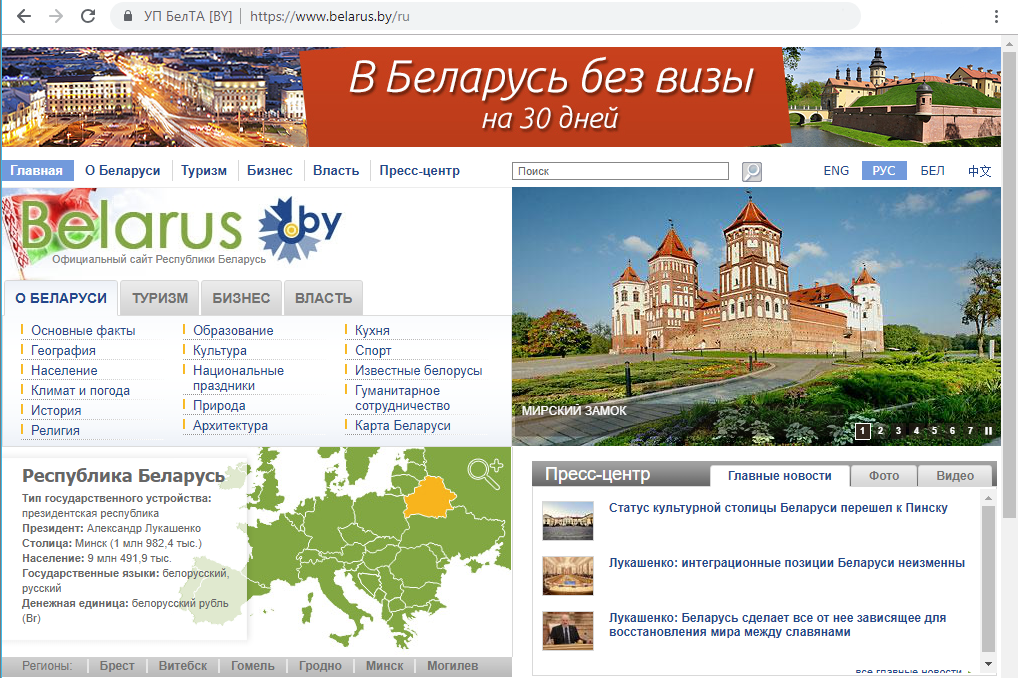 УП БелТА [BY]
https://www.belarus.by/ru
В Беларусь без визы
на 30 дней
Главная
О Беларуси
Туризм
Бизнес
Власть
Пресс-центр
Поиск
ENG
РУС
БЕЛ
中文
Belarus by
Официальный сайт Республики Беларусь
О БЕЛАРУСИ
ТУРИЗМ
БИЗНЕС
ВЛАСТЬ
Основные факты
География
Население
Климат и погода
История
Религия
Образование
Культура
Национальные
праздники
Природа
Архитектура
Кухня
Спорт
Известные белорусы
Гуманитарное
сотрудничество
Карта Беларуси
МИРСКИЙ ЗАМОК
1 2 3 4 5 6 7
Республика Беларусь
Тип государственного устройства:
президентская республика
Президент: Александр Лукашенко
Столица: Минск (1 млн 982,4 тыс.)
Население: 9 млн 491,9 тыс.
Государственные языки: белорусский,
русский
Денежная единица: белорусский рубль
(Br)
Регионы:
Брест
Витебск
Гомель
Гродно
Минск
Могилев
Пресс-центр
Главные новости
Фото
Видео
Статус культурной столицы Беларуси перешел к Пинску
Лукашенко: интеграционные позиции Беларуси неизменны
Лукашенко: Беларусь сделает все от нее зависящее для
восстановления мира между славянами
все главные новости